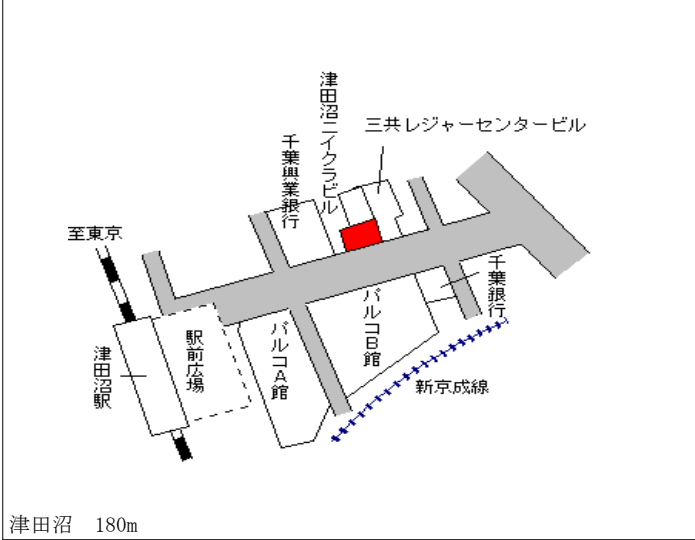 津田沼ニイクラビル
三共レジャーセンタービル
千葉興業銀行
至東京
千葉銀行
パルコB館
パルコA館
駅前広場
津田沼駅
新京成線
津田沼　180m